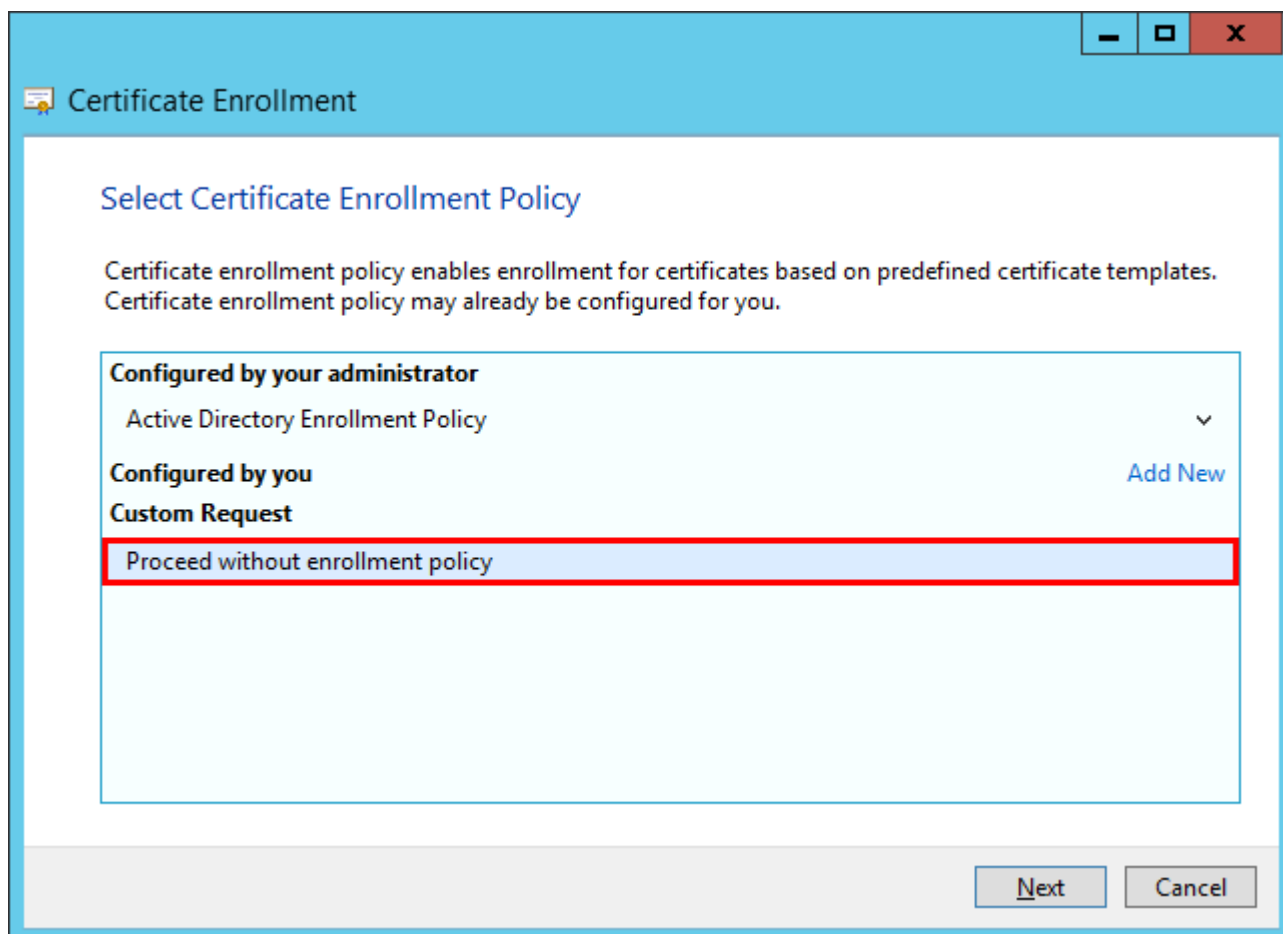 Certificate Enrollment
Select Certificate Enrollment Policy
Certificate enrollment policy enables enrollment for certificates based on predefined certificate templates.
Certificate enrollment policy may already be configured for you.
Configured by your administrator
Active Directory Enrollment Policy
Configured by you Add New
Custom Request
Proceed without enrollment policy
Next Cancel